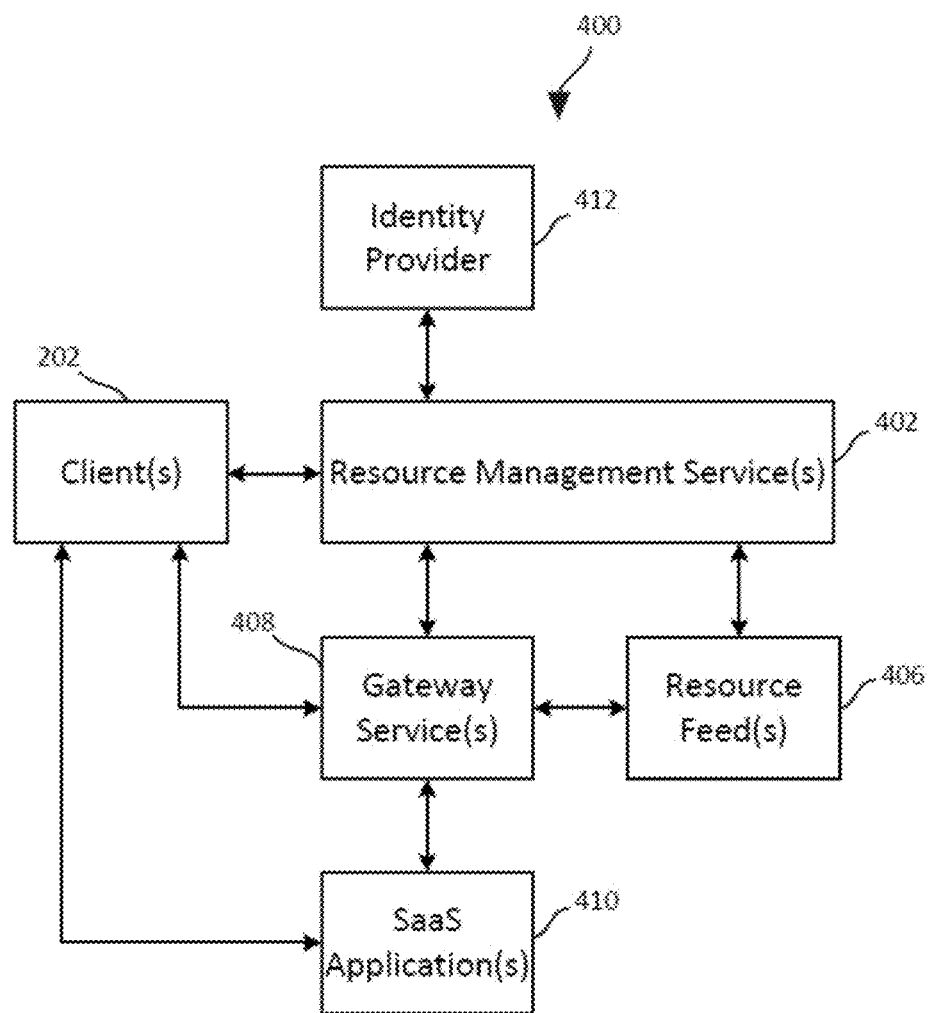 400
Identity
Provider
412
202
Client(s)
Resource Management Service(s)
402
408
Gateway
Service(s)
Resource
Feed(s)
406
SaaS
Application(s)
410